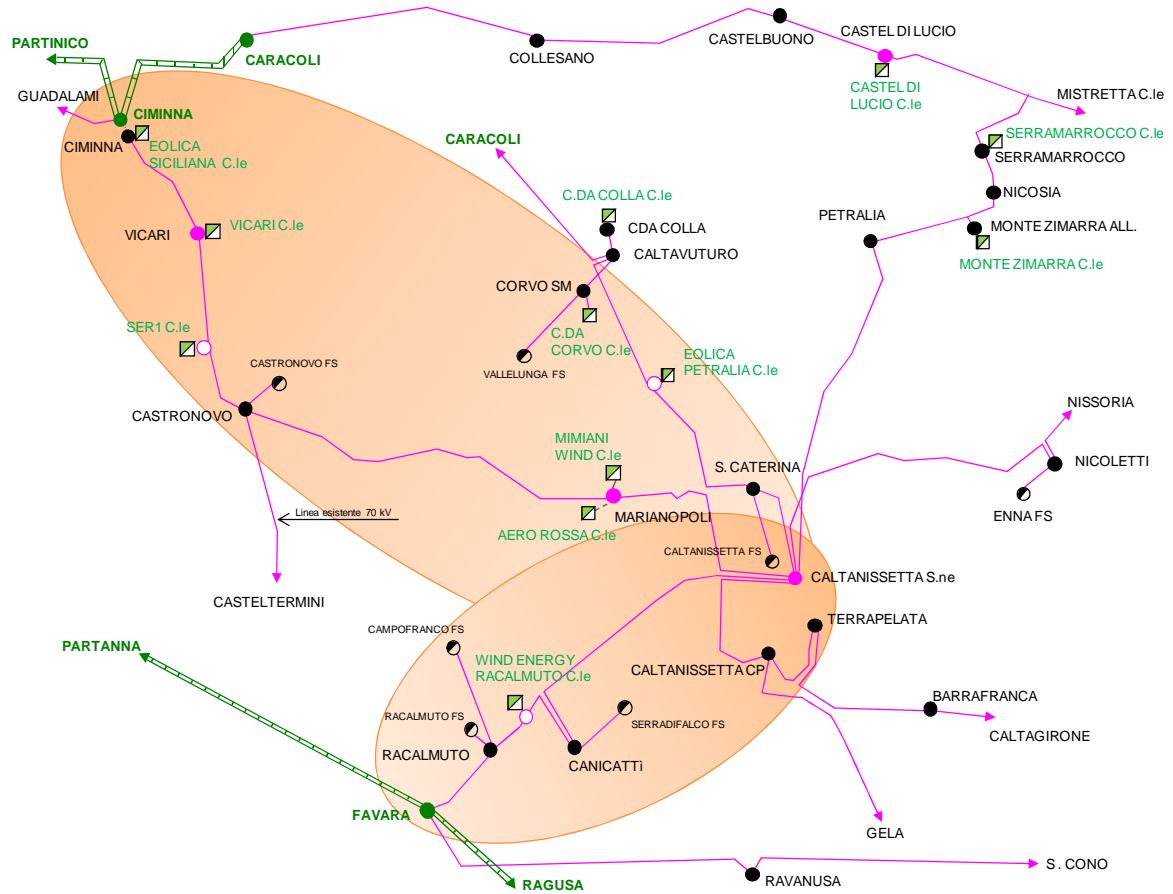 PARTINICO
CARACOLI
COLLESANO
CASTELBUONO
CASTEL DI LUCIO
CASTEL DI
LUCIO C.le
MISTRETTA C.le
GUADALAMI
CIMINNA
CIMINNA
EOLICA
SICILIANA C.le
CARACOLI
SERRAMARROCCO C.le
SERRAMARROCCO
NICOSIA
C.DA COLLA C.le
CDA COLLA
CALTAVUTURO
PETRALIA
MONTE ZIMARRA ALL.
MONTE ZIMARRA C.le
VICARI
VICARI C.le
CORVO SM
C.DA
CORVO C.le
VALLELUNGA FS
SER1 C.le
CASTRONOVO FS
CASTRONOVO
EOLICA
PETRALIA C.le
NISSORIA
NICOLETTI
ENNA FS
MIMIANI
WIND C.le
S. CATERINA
MARIANOPOLI
AERO ROSSA C.le
Linea esistente 70 kV
CALTANISSETTA FS
CALTANISSETTA S.ne
CASTELTERMINI
TERRAPELATA
CAMPOFRANCO FS
PARTANNA
WIND ENERGY
RACALMUTO C.le
CALTANISSETTA CP
BARRAFRANCA
CALTAGIRONE
RACALMUTO FS
SERRADIFALCO FS
RACALMUTO
CANICATTì
FAVARA
GELA
S. CONO
RAVANUSA
RAGUSA